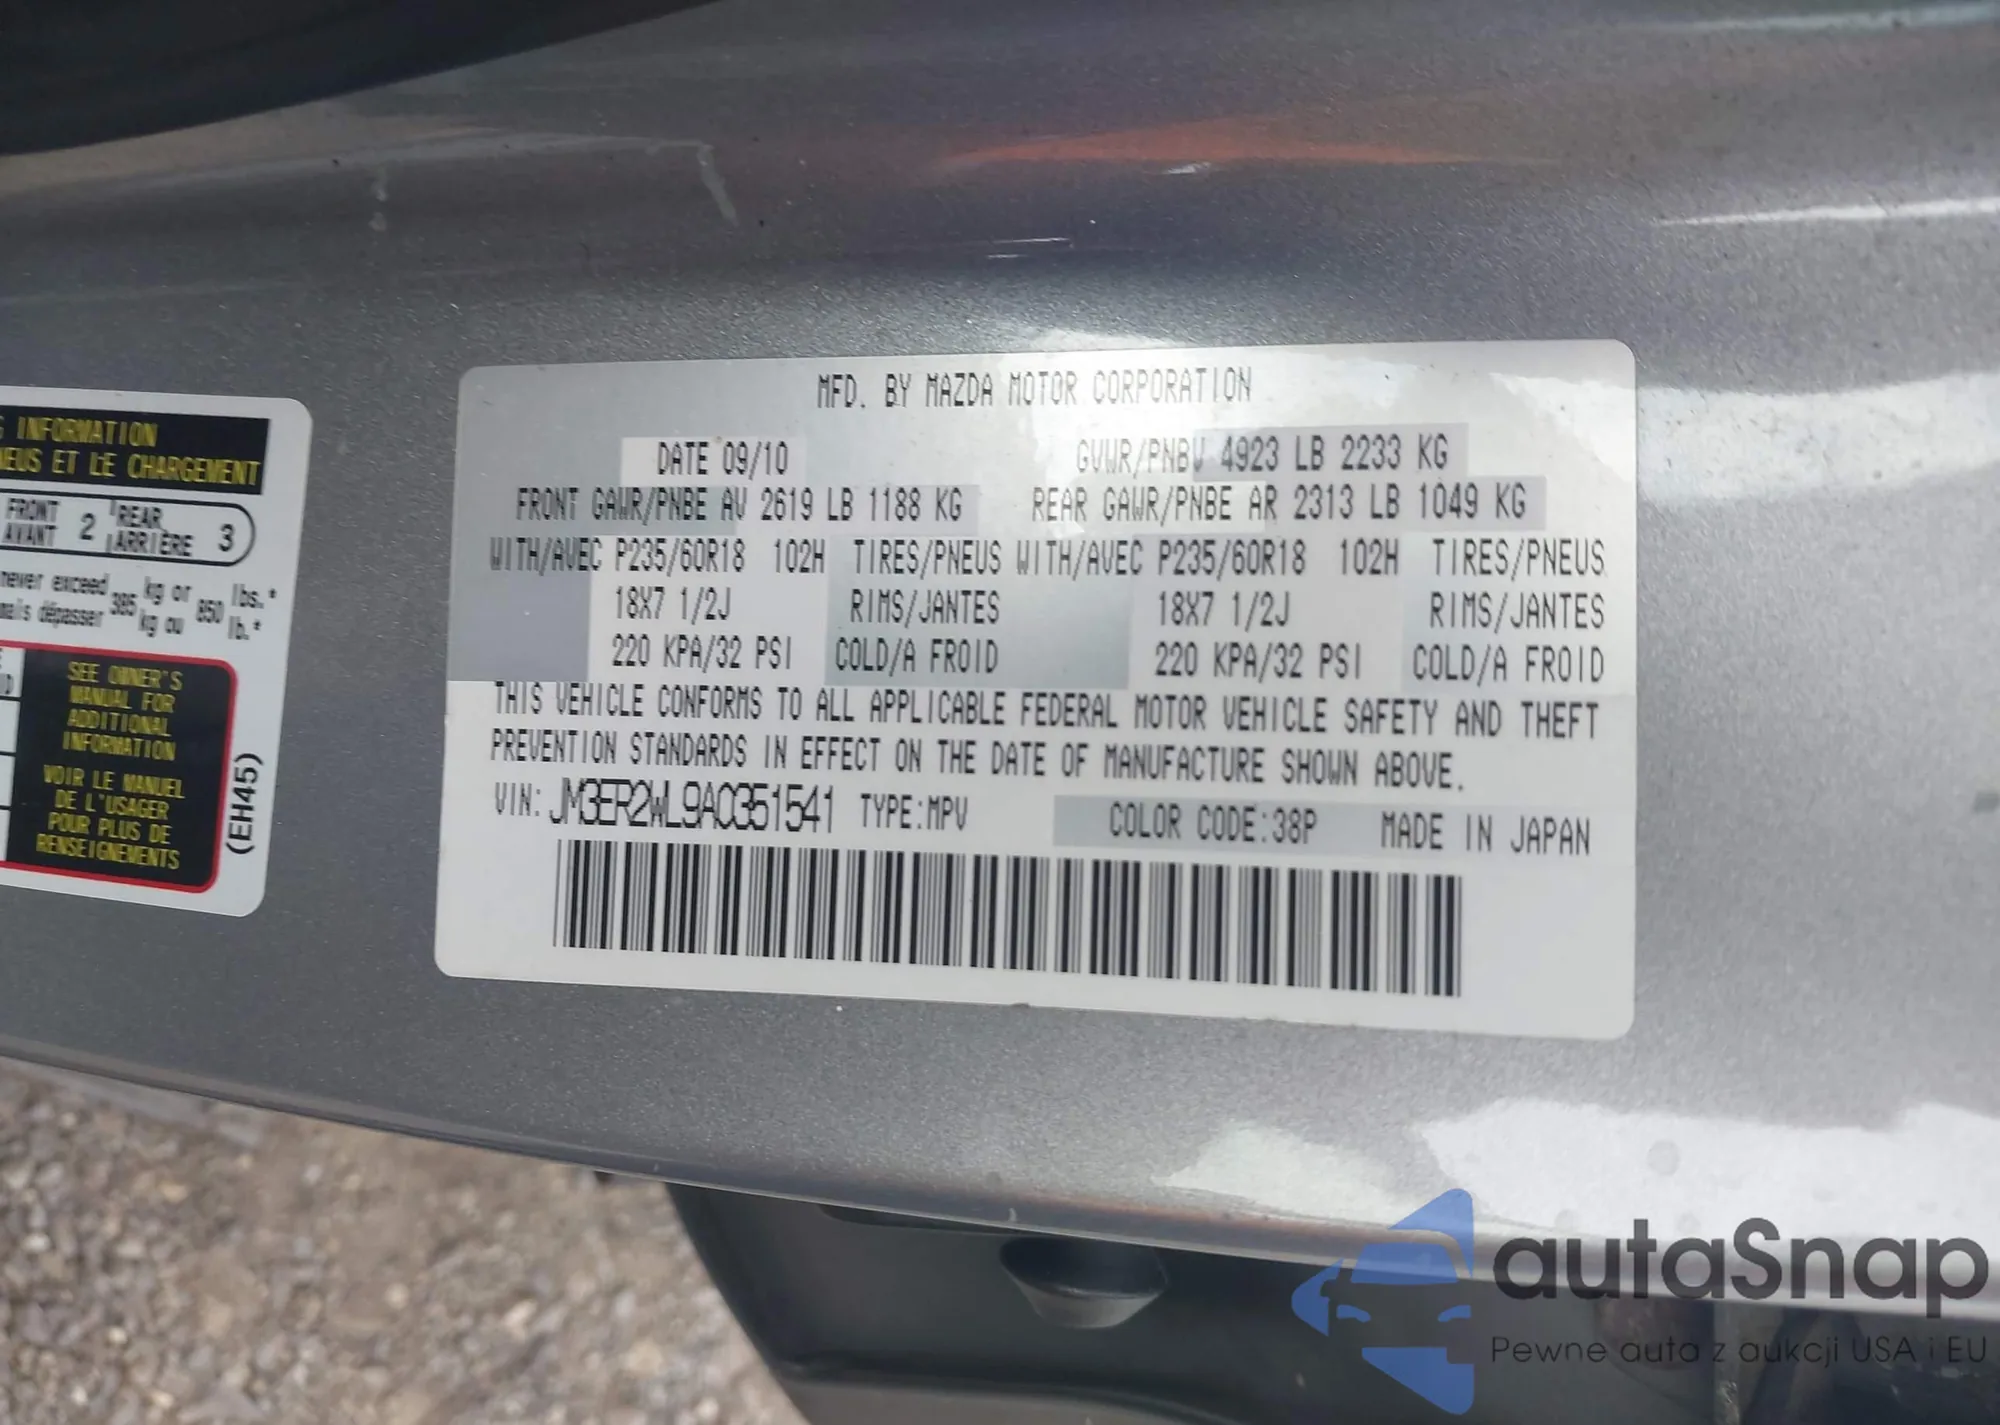 INFORMATION
NEUS ET LE CHARGEMENT
FRONT
AVANT 2 REAR
ARRIÈRE 3
never exceed 385 kg or 850 lbs.*
mais dépasser kg ou lb.*
SEE OWNER'S
MANUAL FOR
ADDITIONAL
INFORMATION
VOIR LE MANUEL
DE L'USAGER
POUR PLUS DE
RENSEIGNEMENTS
(EH45)
MFD. BY MAZDA MOTOR CORPORATION
DATE 09/10 GVWR/PNBV 4923 LB 2233 KG
FRONT GAWR/PNBE AV 2619 LB 1188 KG REAR GAWR/PNBE AR 2313 LB 1049 KG
WITH/AVEC P235/60R18 102H TIRES/PNEUS WITH/AVEC P235/60R18 102H TIRES/PNEUS
18X7 1/2J RIMS/JANTES 18X7 1/2J RIMS/JANTES
220 KPA/32 PSI COLD/A FROID 220 KPA/32 PSI COLD/A FROID
THIS VEHICLE CONFORMS TO ALL APPLICABLE FEDERAL MOTOR VEHICLE SAFETY AND THEFT
PREVENTION STANDARDS IN EFFECT ON THE DATE OF MANUFACTURE SHOWN ABOVE.
VIN: JM3ER2WL9A0351541 TYPE:MPV COLOR CODE:38P MADE IN JAPAN
autaSnap
Pewne auta z aukcji USA i EU